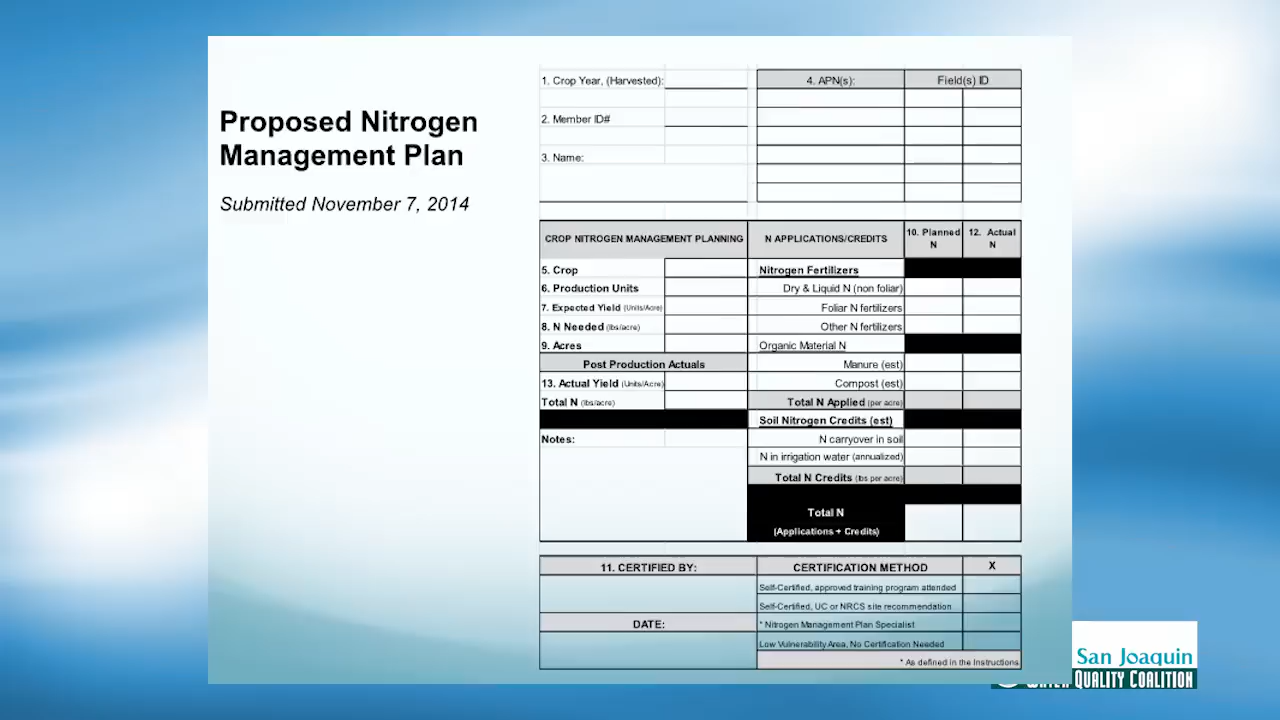 Proposed Nitrogen
Management Plan
Submitted November 7, 2014
1. Crop Year, (Harvested):
4. APN(s):
Field(s) ID
2. Member ID#
3. Name:
CROP NITROGEN MANAGEMENT PLANNING
N APPLICATIONS/CREDITS
10. Planned
N
12. Actual
N
5. Crop
Nitrogen Fertilizers
6. Production Units
Dry & Liquid N (non foliar)
7. Expected Yield (Units/Acre)
Foliar N fertilizers
8. N Needed (lbs/acre)
Other N fertilizers
9. Acres
Organic Material N
Post Production Actuals
Manure (est)
13. Actual Yield (Units/Acre)
Compost (est)
Total N (lbs/acre)
Total N Applied (per acre)
Soil Nitrogen Credits (est)
Notes:
N carryover in soil
N in irrigation water (annualized)
Total N Credits (lbs per acre)
Total N
(Applications + Credits)
11. CERTIFIED BY:
CERTIFICATION METHOD
X
Self-Certified, approved training program attended
Self-Certified, UC or NRCS site recommendation
DATE:
* Nitrogen Management Plan Specialist
Low Vulnerability Area, No Certification Needed
* As defined in the Instructions
San Joaquin
WATER QUALITY COALITION